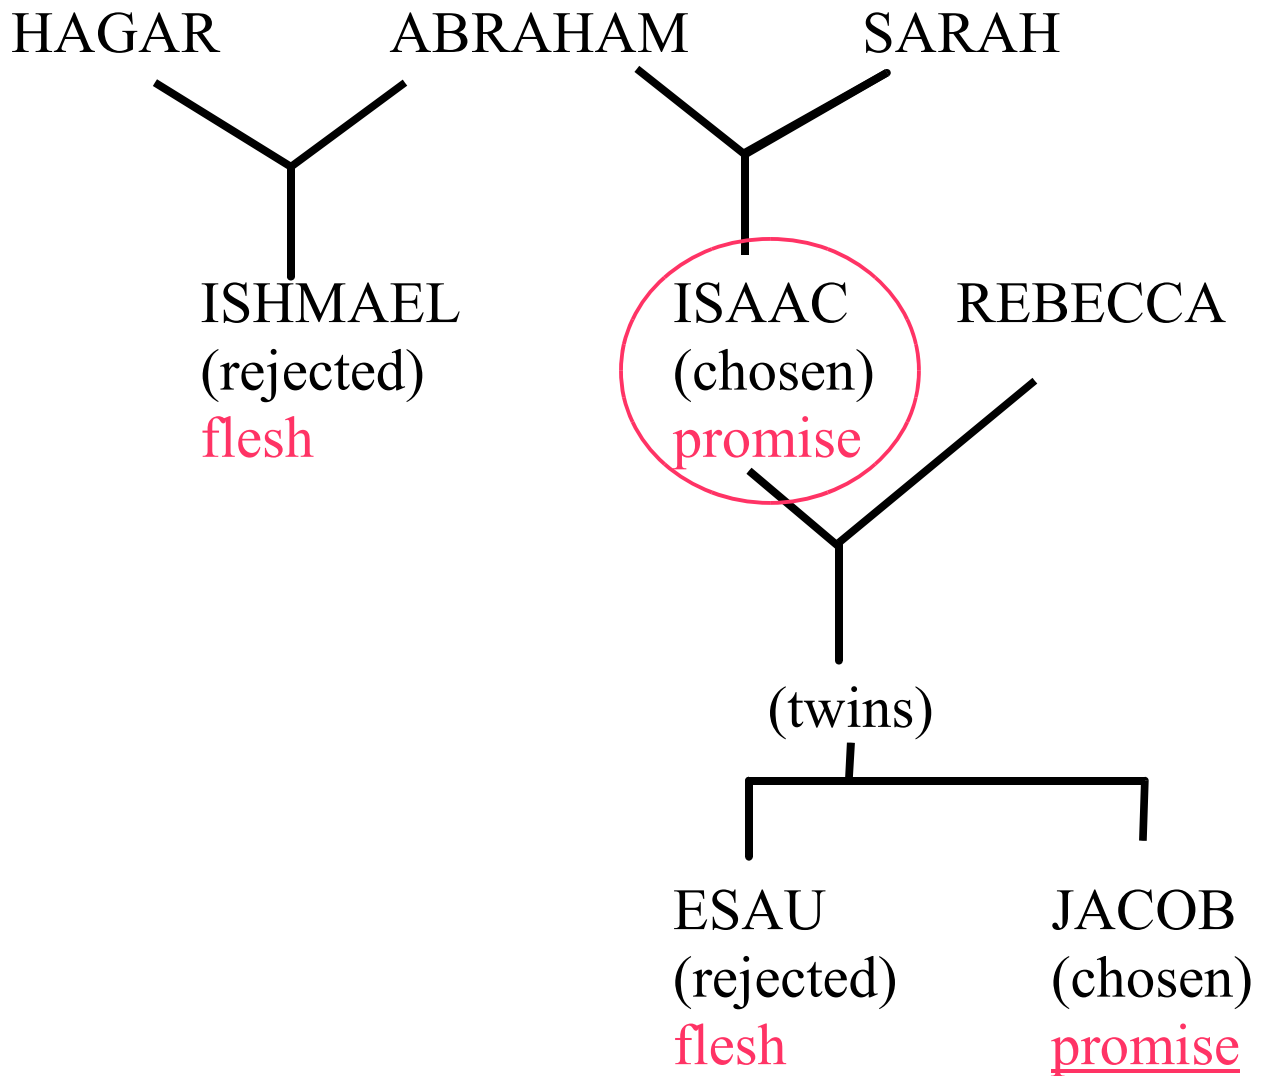 HAGAR ABRAHAM SARAH
ISHMAEL ISAAC REBECCA
(rejected) (chosen)
flesh promise
(twins)
ESAU JACOB
(rejected) (chosen)
flesh promise